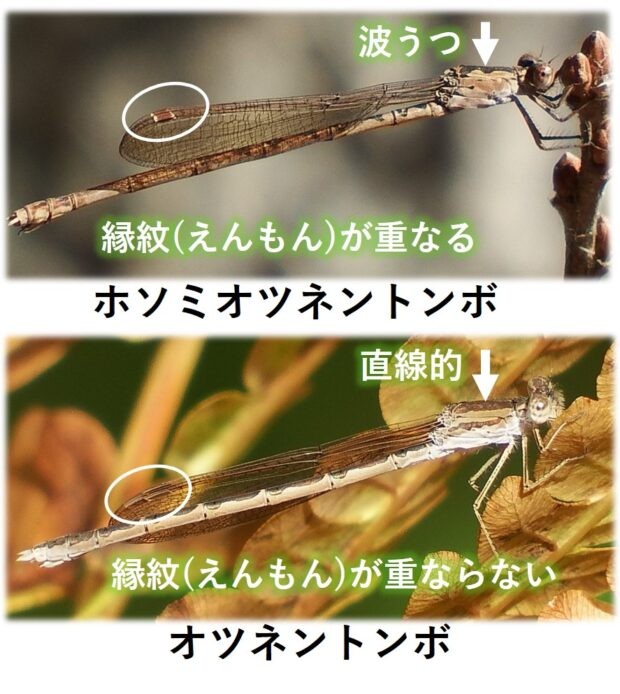 波うつ
縁紋(えんもん)が重なる
ホソミオツネントンボ
直線的
縁紋(えんもん)が重ならない
オツネントンボ